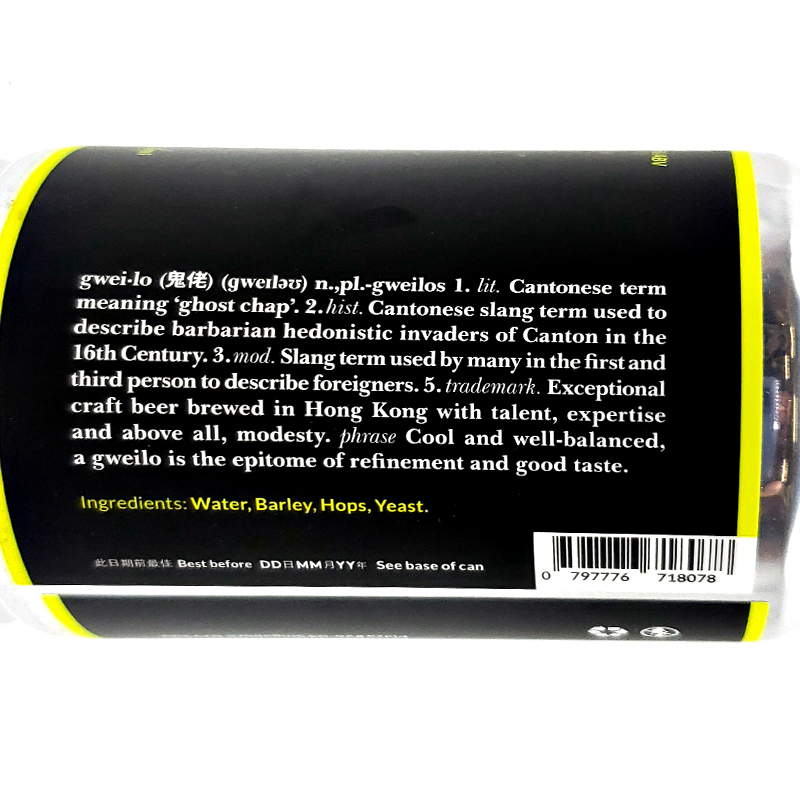 gwei·lo (鬼佬) (gweɪləʊ) n.,pl.-gweilos 1. lit. Cantonese term
meaning ‘ghost chap’. 2. hist. Cantonese slang term used to
describe barbarian hedonistic invaders of Canton in the
16th Century. 3. mod. Slang term used by many in the first and
third person to describe foreigners. 5. trademark. Exceptional
craft beer brewed in Hong Kong with talent, expertise
and above all, modesty. phrase Cool and well-balanced,
a gweilo is the epitome of refinement and good taste.
Ingredients: Water, Barley, Hops, Yeast.
此日期前最佳 Best before DD日MM月YY年 See base of can
0 797776 718078